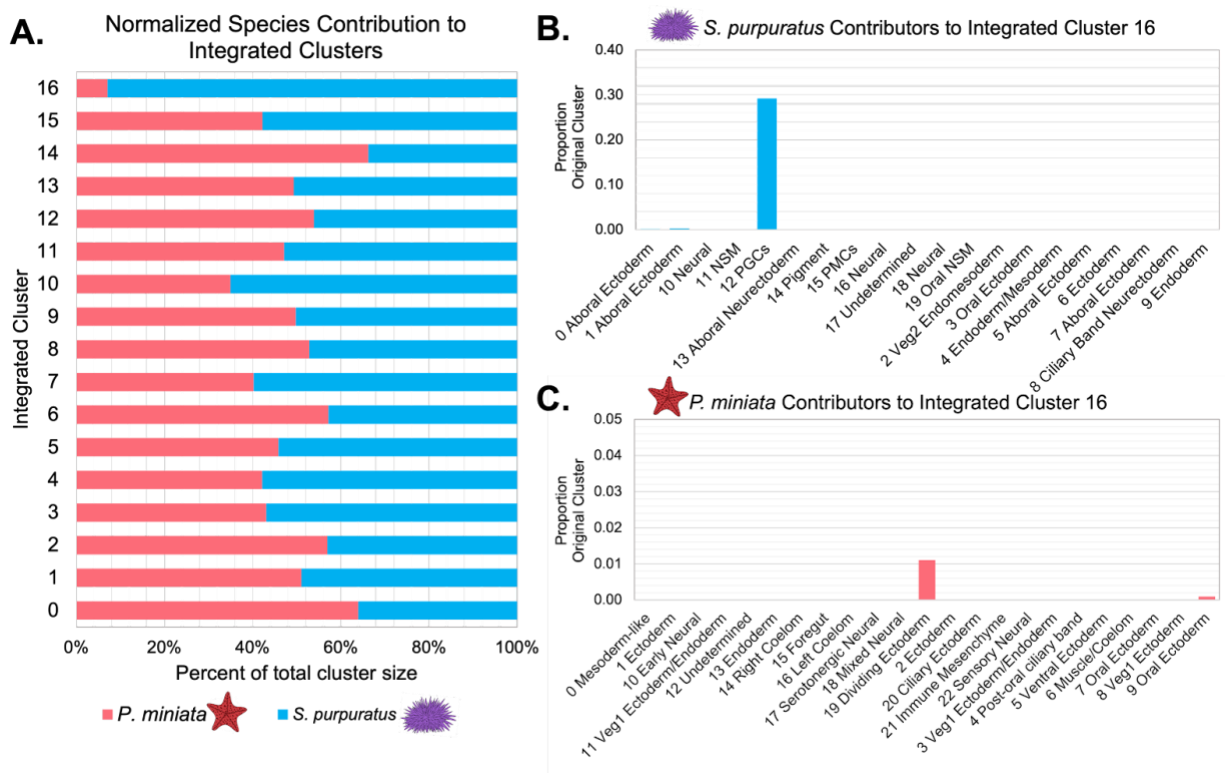 A.
Normalized Species Contribution to
Integrated Clusters
Integrated Cluster
16
15
14
13
12
11
10
9
8
7
6
5
4
3
2
1
0
0% 20% 40% 60% 80% 100%
Percent of total cluster size
P. miniata S. purpuratus
B.
S. purpuratus Contributors to Integrated Cluster 16
Proportion
Original Cluster
0.40
0.30
0.20
0.10
0.00
0 Aboral Ectoderm
1 Aboral Ectoderm
10 Neural
11 NSM
12 PGCs
13 Aboral Neurectoderm
14 Pigment
15 PMCs
16 Neural
17 Undetermined
18 Neural
19 Oral NSM
2 Veg2 Endomesoderm
3 Oral Ectoderm
4 Endoderm/Mesoderm
5 Aboral Ectoderm
6 Ectoderm
7 Aboral Ectoderm
8 Ciliary Band Neurectoderm
9 Endoderm
C.
P. miniata Contributors to Integrated Cluster 16
Proportion
Original Cluster
0.05
0.04
0.03
0.02
0.01
0.00
0 Mesoderm-like
1 Ectoderm
10 Early Neural
11 Veg1 Ectoderm/Endoderm
12 Undetermined
13 Endoderm
14 Right Coelom
15 Foregut
16 Left Coelom
17 Serotonergic Neural
18 Mixed Neural
19 Dividing Ectoderm
2 Ectoderm
20 Ciliary Ectoderm
21 Immune Mesenchyme
22 Sensory Neural
3 Veg1 Ectoderm/Endoderm
4 Post-oral ciliary band
5 Ventral Ectoderm
6 Muscle/Coelom
7 Oral Ectoderm
8 Veg1 Ectoderm
9 Oral Ectoderm